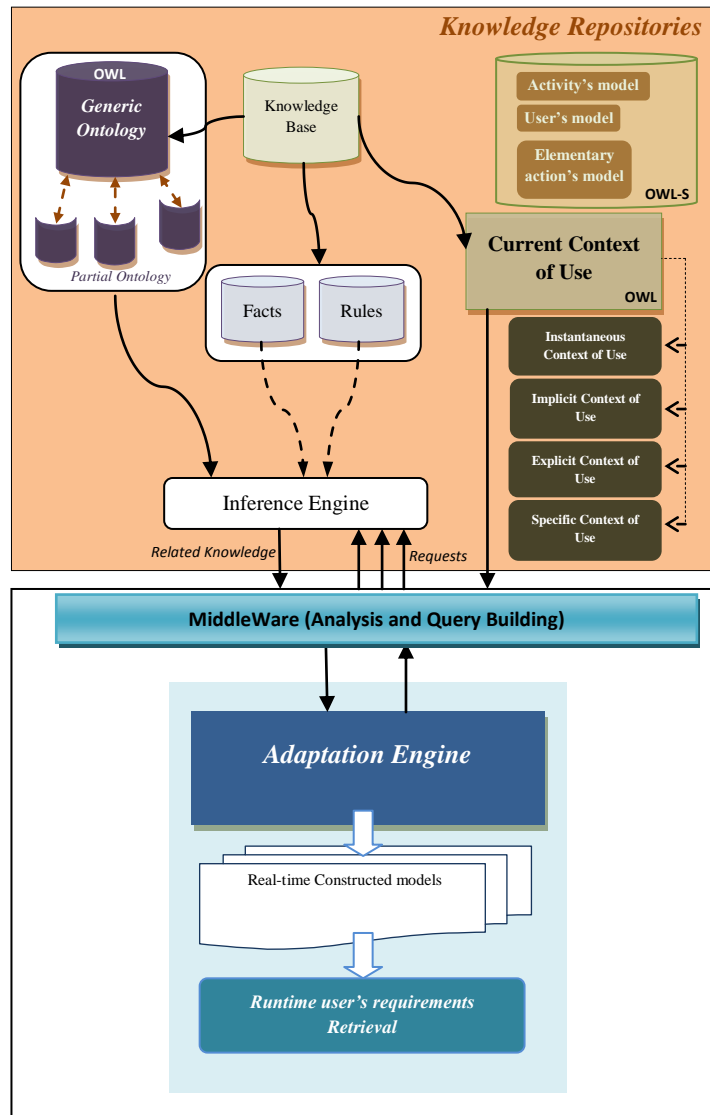 Knowledge Repositories
OWL
Generic
Ontology
Partial Ontology
Knowledge
Base
Activity's model
User's model
Elementary
action's model
OWL-S
Current Context
of Use
OWL
Facts
Rules
Instantaneous
Context of Use
Implicit Context of
Use
Explicit Context of
Use
Specific Context of
Use
Inference Engine
Related Knowledge
Requests
MiddleWare (Analysis and Query Building)
Adaptation Engine
Real-time Constructed models
Runtime user's requirements
Retrieval